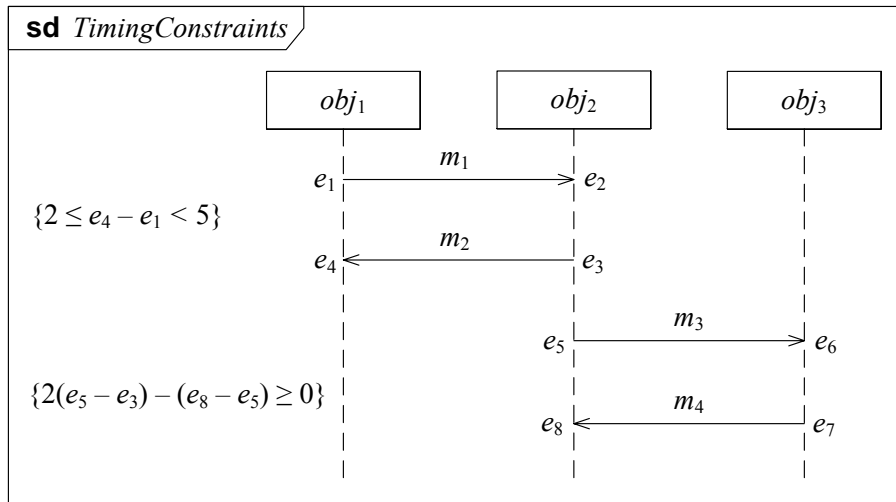 sd TimingConstraints
obj₁ obj₂ obj₃
m₁
e₁ e₂
{2 ≤ e₄ – e₁ < 5}
m₂
e₄ e₃
m₃
e₅ e₆
{2(e₅ – e₃) – (e₈ – e₅) ≥ 0}
m₄
e₈ e₇